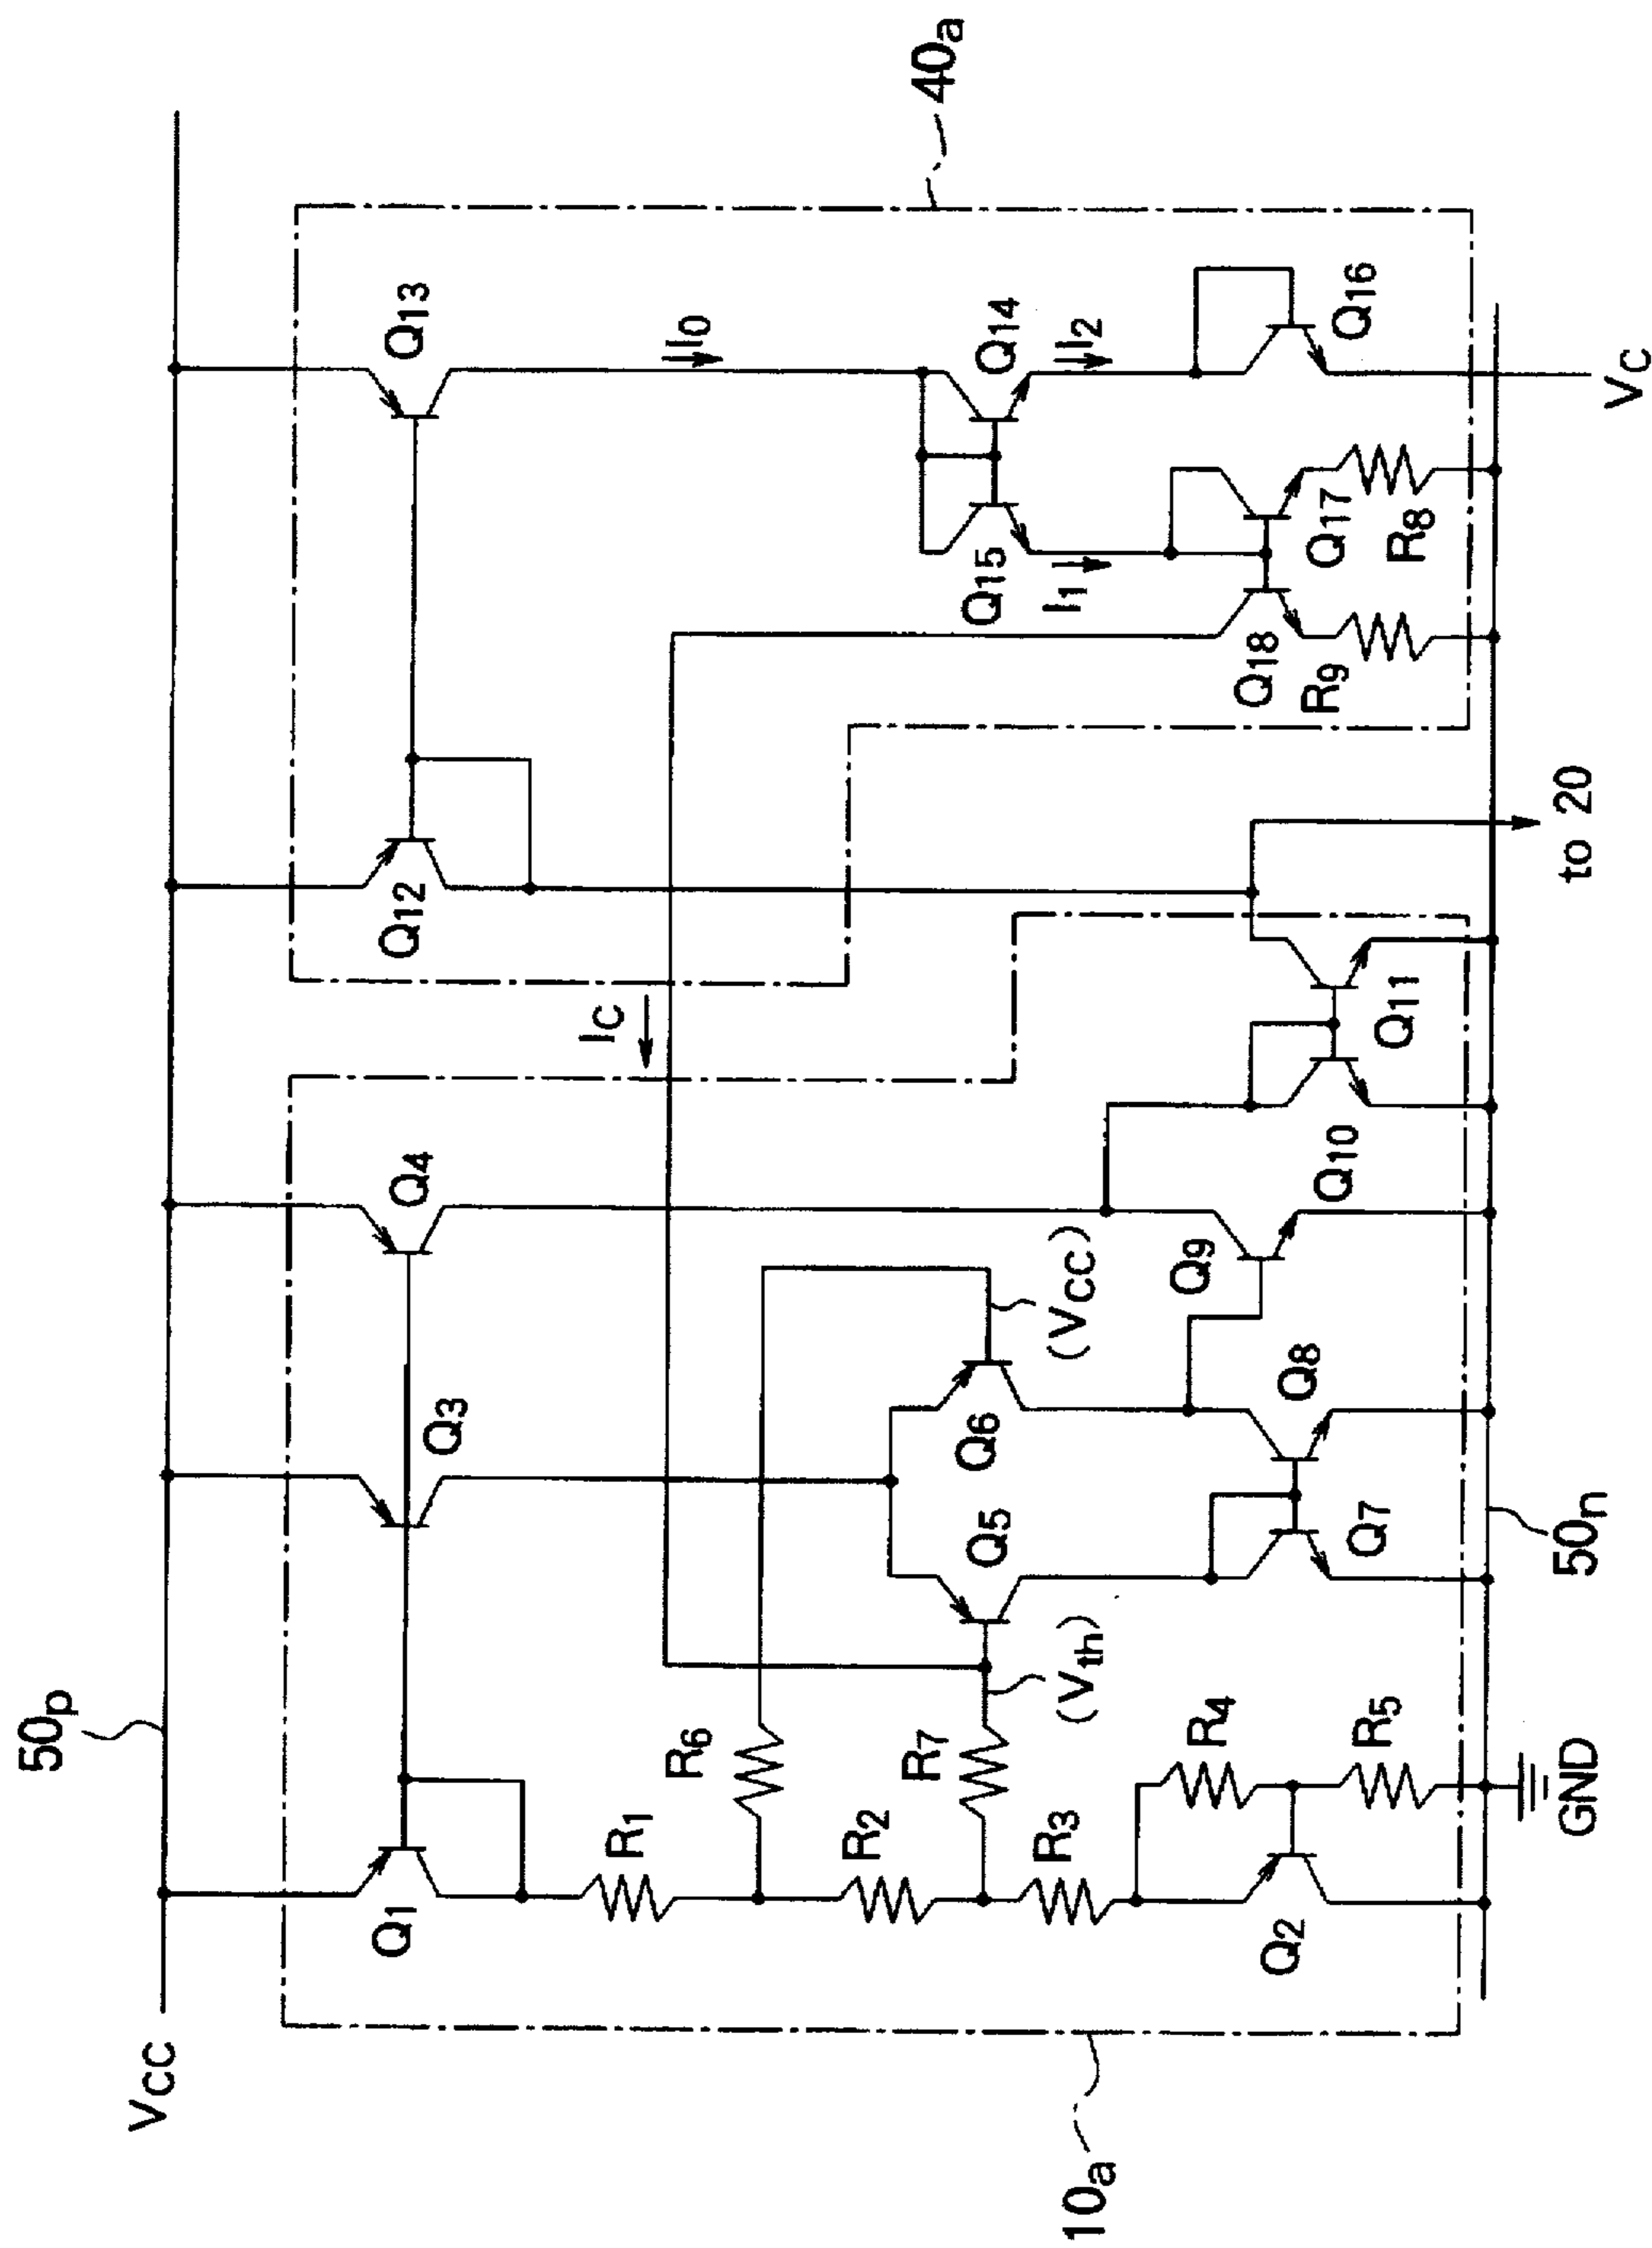 VCC
50p
Q1
Q3
Q4
Q12
Q13
40a
IC
I0
R1
R6
R2
R7
R3
R4
R5
Q2
(Vth)
(VCC)
Q5
Q6
Q7
Q8
Q9
Q10
Q11
Q14
Q15
I1
I2
Q16
Q17
Q18
R8
R9
10a
GND
50n
to 20
VC